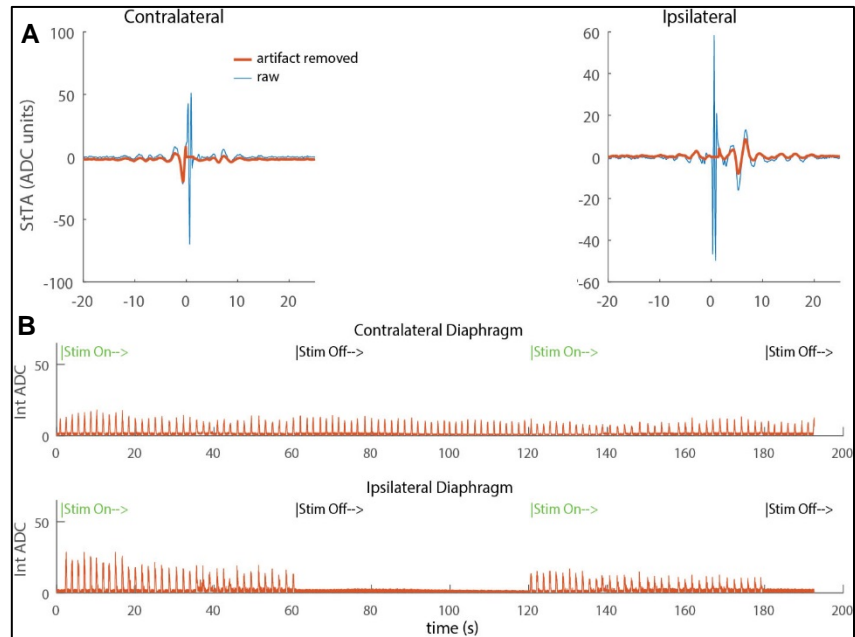 A
Contralateral
Ipsilateral
artifact removed
raw
StTA (ADC units)
100
50
0
-50
-100
-20 -10 0 10 20
60
40
20
0
-20
-40
-60
-20 -10 0 10 20
B
Contralateral Diaphragm
|Stim On--> |Stim Off--> |Stim On--> |Stim Off-->
Int ADC
50
0
0 20 40 60 80 100 120 140 160 180 200
Ipsilateral Diaphragm
|Stim On--> |Stim Off--> |Stim On--> |Stim Off-->
Int ADC
50
0
0 20 40 60 80 100 120 140 160 180 200
time (s)